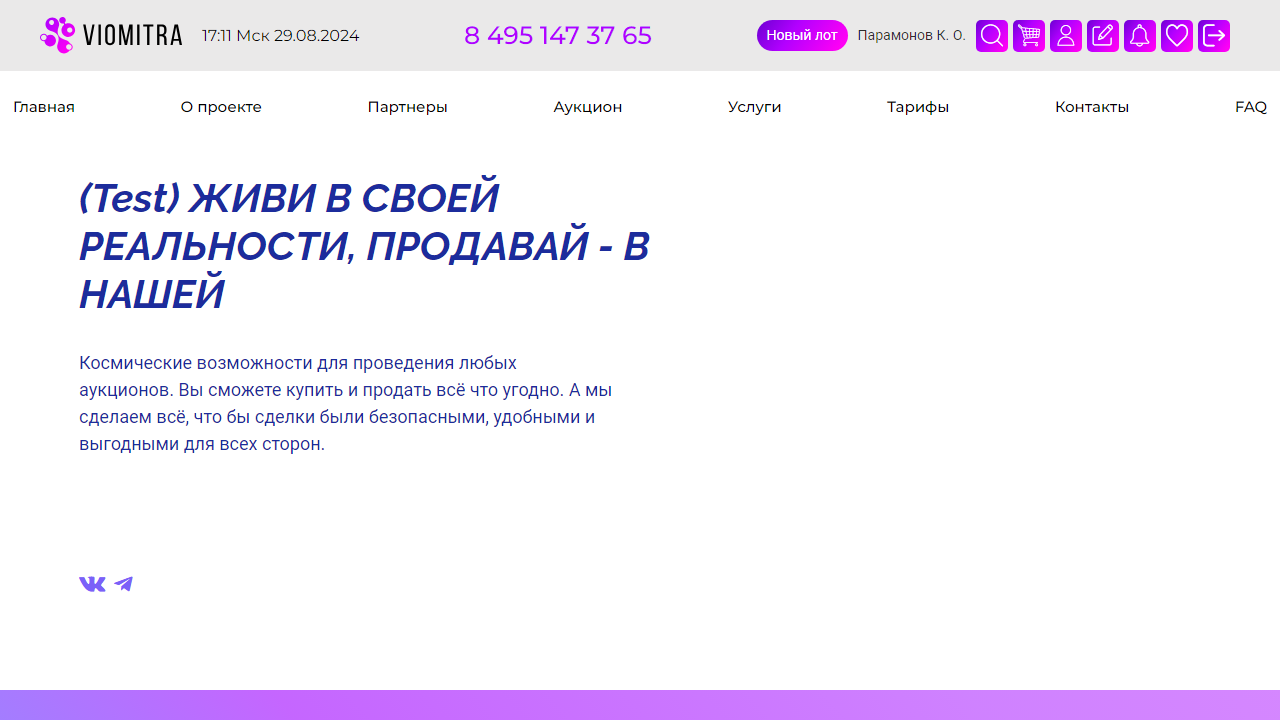 VIOMITRA
17:11 Мск 29.08.2024
8 495 147 37 65
Новый лот
Парамонов К. О.
Главная
О проекте
Партнеры
Аукцион
Услуги
Тарифы
Контакты
FAQ
(Test) ЖИВИ В СВОЕЙ
РЕАЛЬНОСТИ, ПРОДАВАЙ - В
НАШЕЙ
Космические возможности для проведения любых
аукционов. Вы сможете купить и продать всё что угодно. А мы
сделаем всё, что бы сделки были безопасными, удобными и
выгодными для всех сторон.